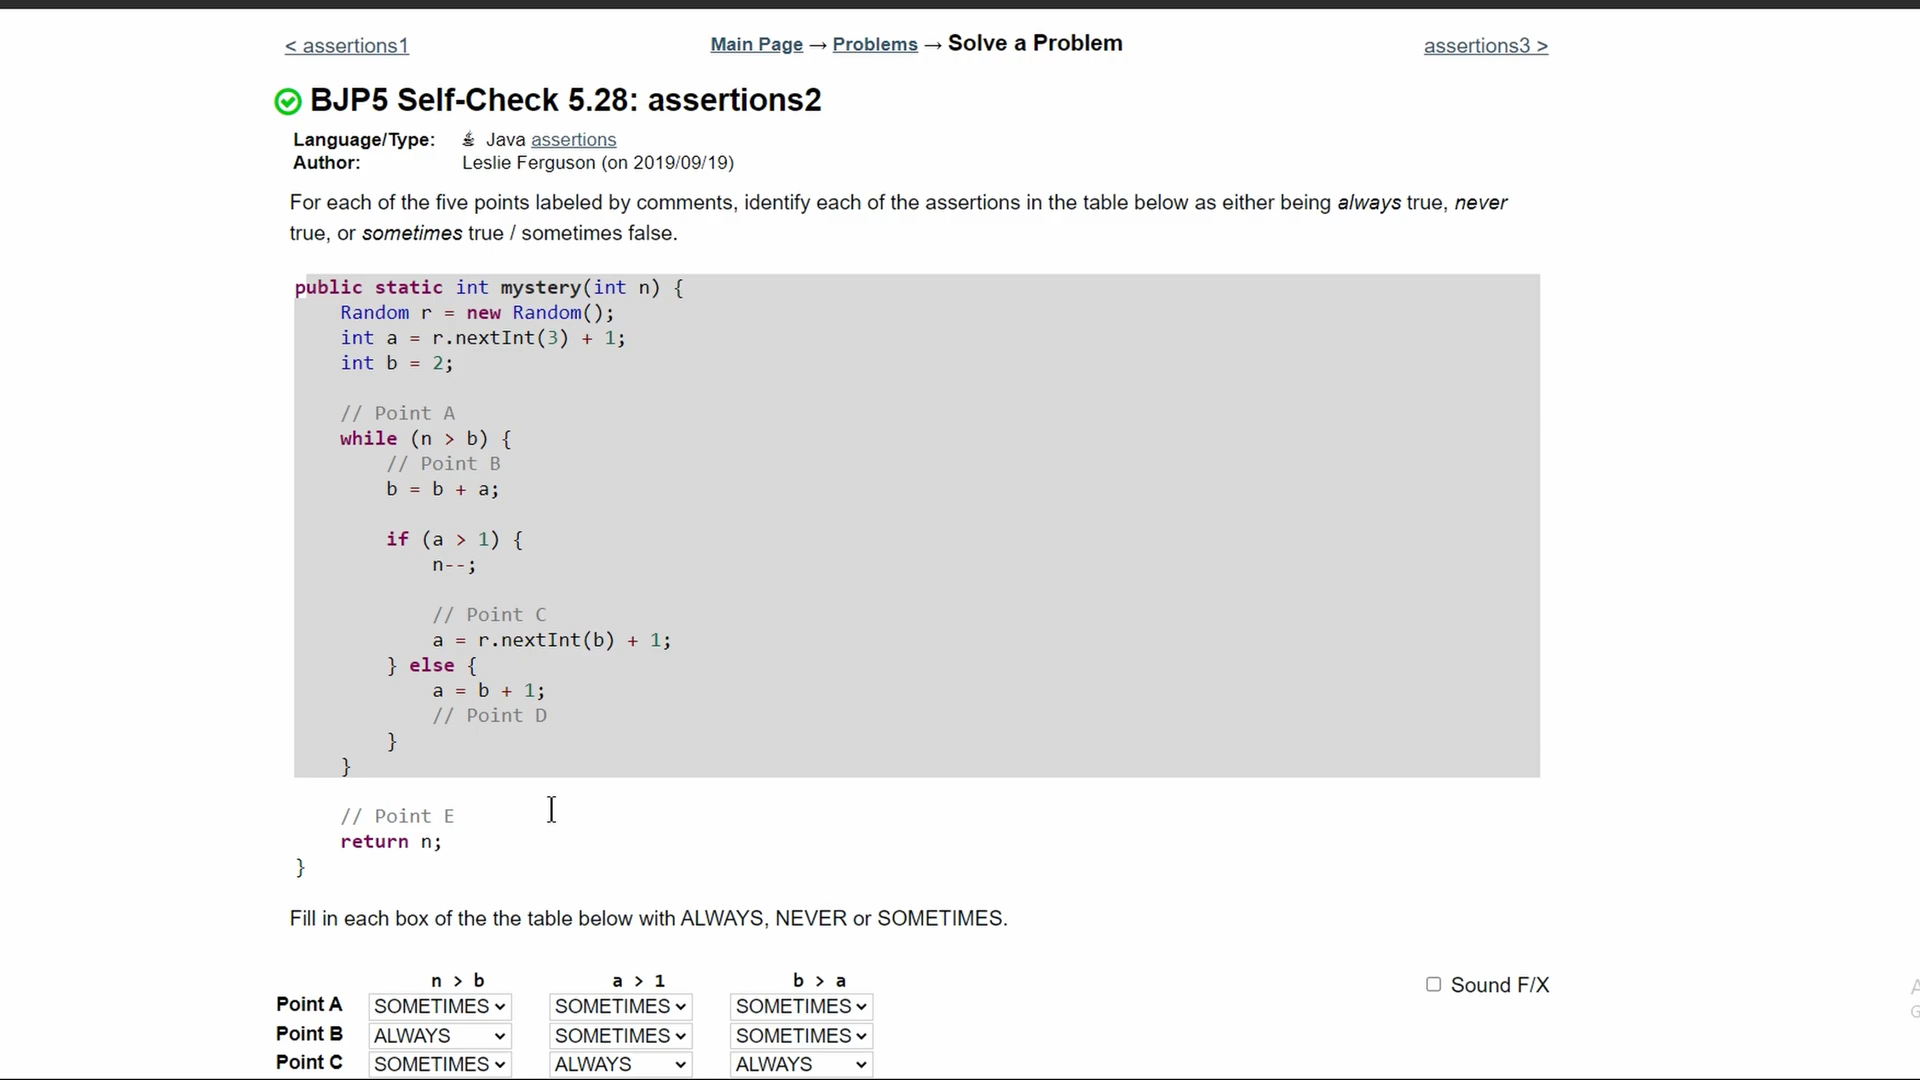 < assertions1
Main Page → Problems → Solve a Problem
assertions3 >
BJP5 Self-Check 5.28: assertions2
Language/Type: Java assertions
Author: Leslie Ferguson (on 2019/09/19)
For each of the five points labeled by comments, identify each of the assertions in the table below as either being always true, never
true, or sometimes true / sometimes false.
public static int mystery(int n) {
    Random r = new Random();
    int a = r.nextInt(3) + 1;
    int b = 2;
    // Point A
    while (n > b) {
        // Point B
        b = b + a;
        if (a > 1) {
            n--;
            // Point C
            a = r.nextInt(b) + 1;
        } else {
            a = b + 1;
            // Point D
        }
    }
    // Point E
    return n;
}
Fill in each box of the the table below with ALWAYS, NEVER or SOMETIMES.
n > b a > 1 b > a
Sound F/X
Point A SOMETIMES SOMETIMES SOMETIMES
Point B ALWAYS SOMETIMES SOMETIMES
Point C SOMETIMES ALWAYS ALWAYS